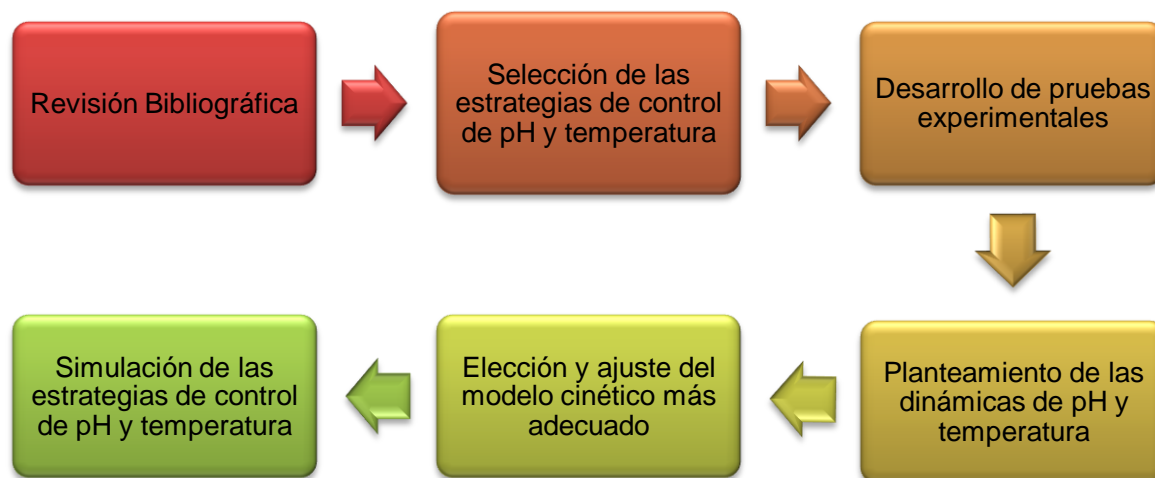 Revisión Bibliográfica
Selección de las
estrategias de control
de pH y temperatura
Desarrollo de pruebas
experimentales
Planteamiento de las
dinámicas de pH y
temperatura
Elección y ajuste del
modelo cinético más
adecuado
Simulación de las
estrategias de control
de pH y temperatura